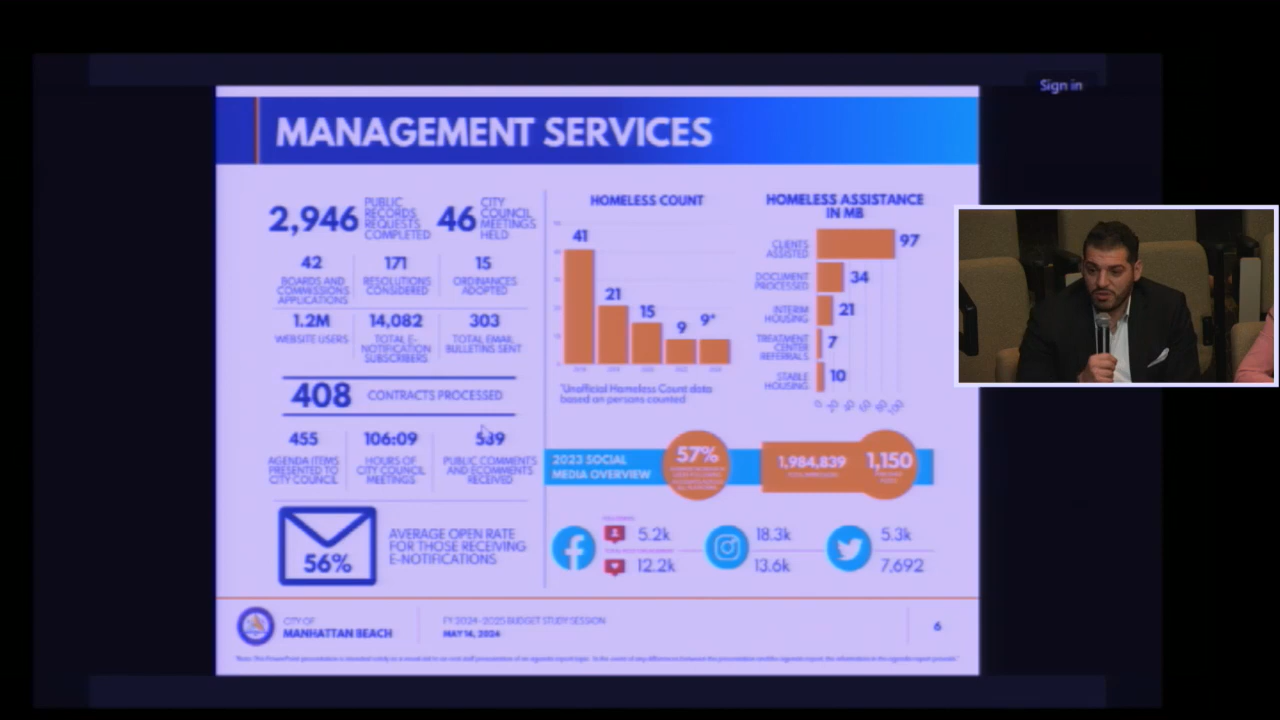 Sign in
MANAGEMENT SERVICES
2,946
PUBLIC
RECORDS
REQUESTS
COMPLETED
46
CITY
COUNCIL
MEETINGS
HELD
42
BOARDS AND
COMMISSIONS
APPLICATIONS
171
RESOLUTIONS
CONSIDERED
15
ORDINANCES
ADOPTED
1.2M
WEBSITE USERS
14,082
TOTAL E-
NOTIFICATION
SUBSCRIBERS
303
TOTAL EMAIL
BULLETINS SENT
408
CONTRACTS PROCESSED
455
AGENDA ITEMS
PRESENTED TO
CITY COUNCIL
106:09
HOURS OF
CITY COUNCIL
MEETINGS
539
PUBLIC COMMENTS
AND ECOMMENTS
RECEIVED
56%
AVERAGE OPEN RATE
FOR THOSE RECEIVING
E-NOTIFICATIONS
HOMELESS COUNT
41
21
15
9
9*
*Unofficial Homeless Count data
based on persons counted
HOMELESS ASSISTANCE
IN MB
CLIENTS
ASSISTED
97
DOCUMENT
PROCESSED
34
INTERIM
HOUSING
21
TREATMENT
CENTER
REFERRALS
7
STABLE
HOUSING
10
0 20 40 60 80 100
2023 SOCIAL
MEDIA OVERVIEW
57%
1,984,839
1,150
5.2k
12.2k
18.3k
13.6k
5.3k
7,692
CITY OF
MANHATTAN BEACH
FY 2024-2025 BUDGET STUDY SESSION
MAY 14, 2024
6